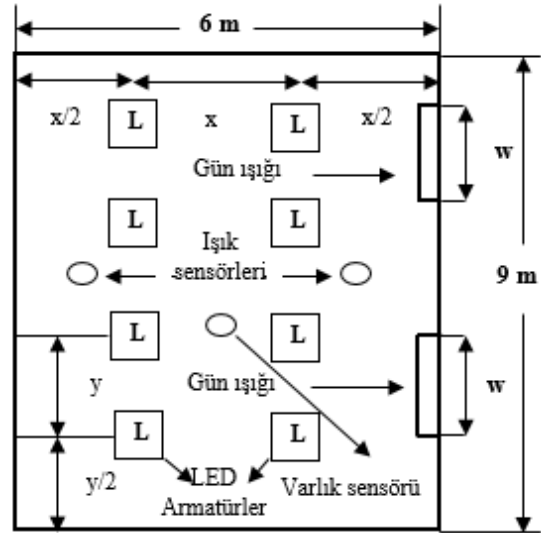 6 m
x/2 x x/2
L L
Gün ışığı
w
L L
Işık
sensörleri
9 m
L L
y
Gün ışığı
w
L L
y/2
LED
Armatürler
Varlık sensörü